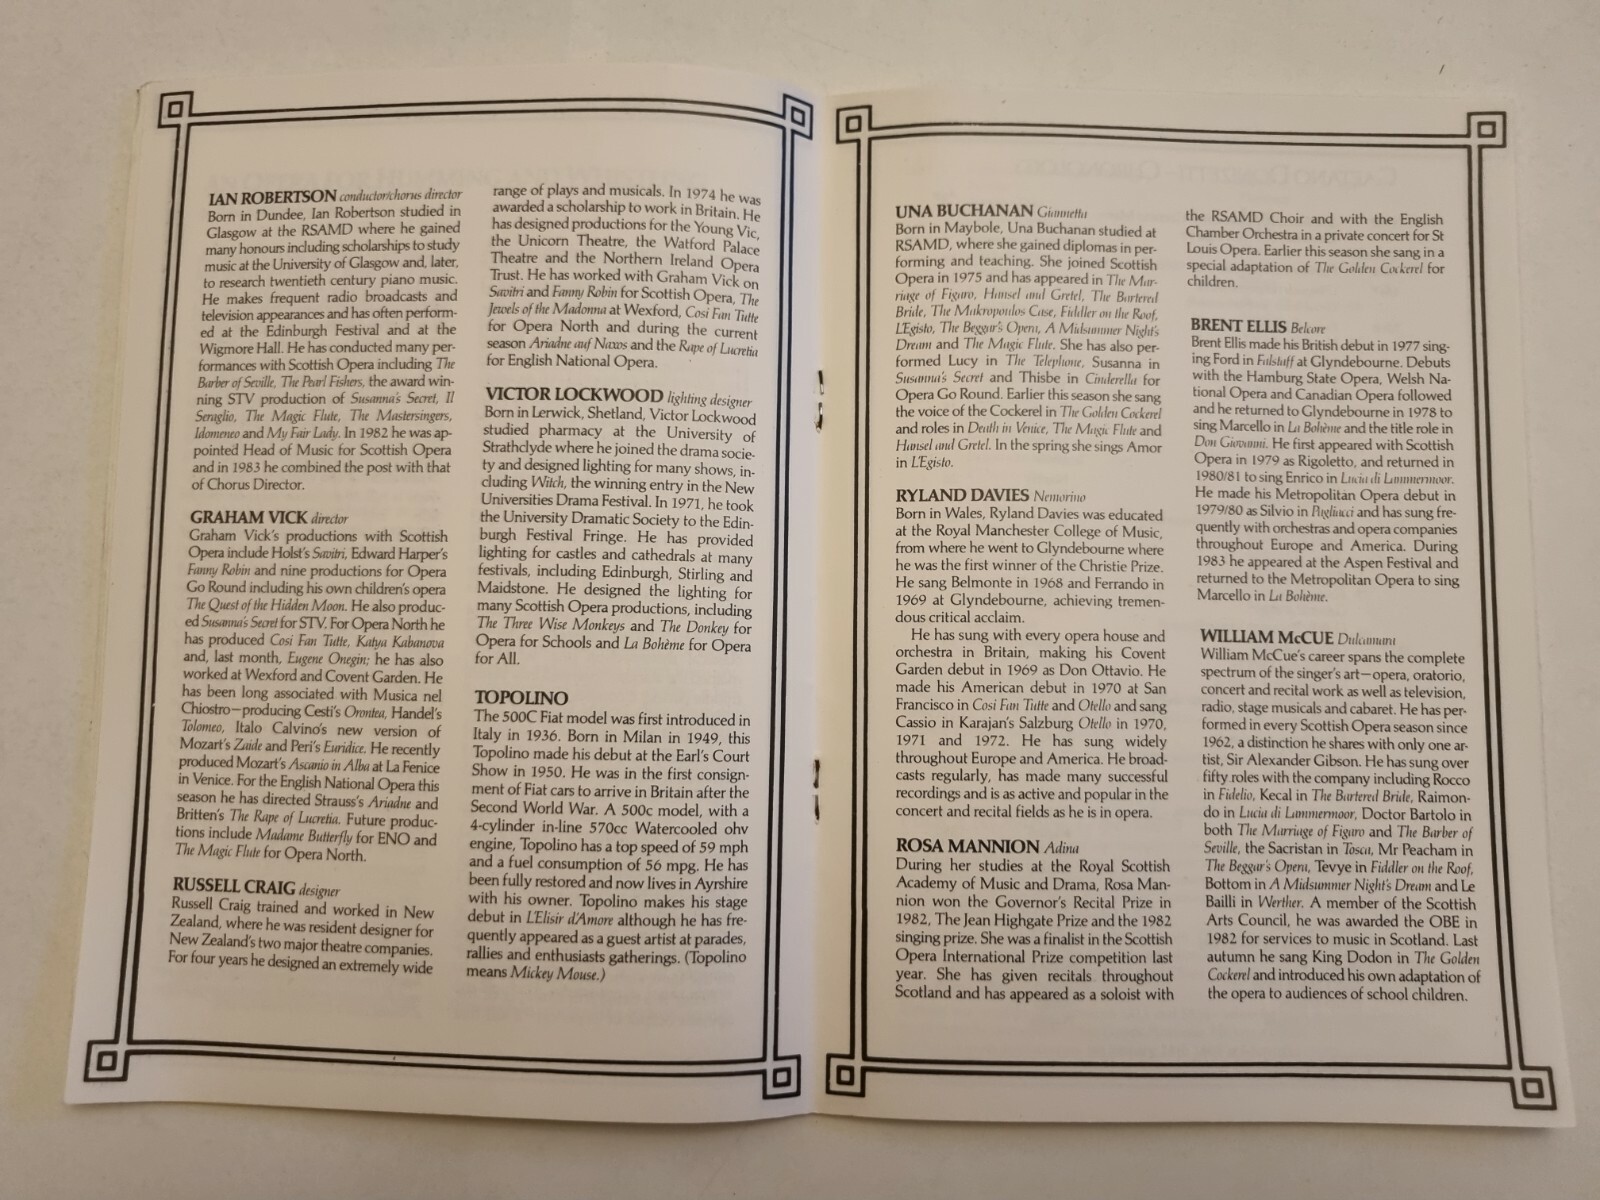 IAN ROBERTSON conductor/chorus director
Born in Dundee, Ian Robertson studied in
Glasgow at the RSAMD where he gained
many honours including scholarships to study
music at the University of Glasgow and, later,
to research twentieth century piano music.
He makes frequent radio broadcasts and
television appearances and has often perform-
ed at the Edinburgh Festival and at the
Wigmore Hall. He has conducted many per-
formances with Scottish Opera including The
Barber of Seville, The Pearl Fishers, the award win-
ning STV production of Susanna's Secret, Il
Seraglio, The Magic Flute, The Mastersingers,
Idomeneo and My Fair Lady. In 1982 he was ap-
pointed Head of Music for Scottish Opera
and in 1983 he combined the post with that
of Chorus Director.
GRAHAM VICK director
Graham Vick's productions with Scottish
Opera include Holst's Savitri, Edward Harper's
Fanny Robin and nine productions for Opera
Go Round including his own children's opera
The Quest of the Hidden Moon. He also produc-
ed Susanna's Secret for STV. For Opera North he
has produced Cosi Fan Tutte, Katya Kabanova
and, last month, Eugene Onegin; he has also
worked at Wexford and Covent Garden. He
has been long associated with Musica nel
Chiostro—producing Cesti's Orontea, Handel's
Tolomeo, Italo Calvino's new version of
Mozart's Zaide and Peri's Euridice. He recently
produced Mozart's Ascanio in Alba at La Fenice
in Venice. For the English National Opera this
season he has directed Strauss's Ariadne and
Britten's The Rape of Lucretia. Future produc-
tions include Madame Butterfly for ENO and
The Magic Flute for Opera North.
RUSSELL CRAIG designer
Russell Craig trained and worked in New
Zealand, where he was resident designer for
New Zealand's two major theatre companies.
For four years he designed an extremely wide
range of plays and musicals. In 1974 he was
awarded a scholarship to work in Britain. He
has designed productions for the Young Vic,
the Unicorn Theatre, the Watford Palace
Theatre and the Northern Ireland Opera
Trust. He has worked with Graham Vick on
Savitri and Fanny Robin for Scottish Opera, The
Jewels of the Madonna at Wexford, Cosi Fan Tutte
for Opera North and during the current
season Ariadne auf Naxos and the Rape of Lucretia
for English National Opera.
VICTOR LOCKWOOD lighting designer
Born in Lerwick, Shetland, Victor Lockwood
studied pharmacy at the University of
Strathclyde where he joined the drama socie-
ty and designed lighting for many shows, in-
cluding Witch, the winning entry in the New
Universities Drama Festival. In 1971, he took
the University Dramatic Society to the Edin-
burgh Festival Fringe. He has provided
lighting for castles and cathedrals at many
festivals, including Edinburgh, Stirling and
Maidstone. He designed the lighting for
many Scottish Opera productions, including
The Three Wise Monkeys and The Donkey for
Opera for Schools and La Bohème for Opera
for All.
TOPOLINO
The 500C Fiat model was first introduced in
Italy in 1936. Born in Milan in 1949, this
Topolino made his debut at the Earl's Court
Show in 1950. He was in the first consign-
ment of Fiat cars to arrive in Britain after the
Second World War. A 500c model, with a
4-cylinder in-line 570cc Watercooled ohv
engine, Topolino has a top speed of 59 mph
and a fuel consumption of 56 mpg. He has
been fully restored and now lives in Ayrshire
with his owner. Topolino makes his stage
debut in L'Elisir d'Amore although he has fre-
quently appeared as a guest artist at parades,
rallies and enthusiasts gatherings. (Topolino
means Mickey Mouse.)
UNA BUCHANAN Giannetta
Born in Maybole, Una Buchanan studied at
RSAMD, where she gained diplomas in per-
forming and teaching. She joined Scottish
Opera in 1975 and has appeared in The Mar-
riage of Figaro, Hansel and Gretel, The Bartered
Bride, The Makropoulos Case, Fiddler on the Roof,
L'Egisto, The Beggar's Opera, A Midsummer Night's
Dream and The Magic Flute. She has also per-
formed Lucy in The Telephone, Susanna in
Susanna's Secret and Thisbe in Cinderella for
Opera Go Round. Earlier this season she sang
the voice of the Cockerel in The Golden Cockerel
and roles in Death in Venice, The Magic Flute and
Hansel and Gretel. In the spring she sings Amor
in L'Egisto.
RYLAND DAVIES Nemorino
Born in Wales, Ryland Davies was educated
at the Royal Manchester College of Music,
from where he went to Glyndebourne where
he was the first winner of the Christie Prize.
He sang Belmonte in 1968 and Ferrando in
1969 at Glyndebourne, achieving tremen-
dous critical acclaim.
He has sung with every opera house and
orchestra in Britain, making his Covent
Garden debut in 1969 as Don Ottavio. He
made his American debut in 1970 at San
Francisco in Cosi Fan Tutte and Otello and sang
Cassio in Karajan's Salzburg Otello in 1970,
1971 and 1972. He has sung widely
throughout Europe and America. He broad-
casts regularly, has made many successful
recordings and is as active and popular in the
concert and recital fields as he is in opera.
ROSA MANNION Adina
During her studies at the Royal Scottish
Academy of Music and Drama, Rosa Man-
nion won the Governor's Recital Prize in
1982, The Jean Highgate Prize and the 1982
singing prize. She was a finalist in the Scottish
Opera International Prize competition last
year. She has given recitals throughout
Scotland and has appeared as a soloist with
the RSAMD Choir and with the English
Chamber Orchestra in a private concert for St
Louis Opera. Earlier this season she sang in a
special adaptation of The Golden Cockerel for
children.
BRENT ELLIS Belcore
Brent Ellis made his British debut in 1977 sing-
ing Ford in Falstaff at Glyndebourne. Debuts
with the Hamburg State Opera, Welsh Na-
tional Opera and Canadian Opera followed
and he returned to Glyndebourne in 1978 to
sing Marcello in La Bohème and the title role in
Don Giovanni. He first appeared with Scottish
Opera in 1979 as Rigoletto, and returned in
1980/81 to sing Enrico in Lucia di Lammermoor.
He made his Metropolitan Opera debut in
1979/80 as Silvio in Pagliacci and has sung fre-
quently with orchestras and opera companies
throughout Europe and America. During
1983 he appeared at the Aspen Festival and
returned to the Metropolitan Opera to sing
Marcello in La Bohème.
WILLIAM McCUE Dulcamara
William McCue's career spans the complete
spectrum of the singer's art—opera, oratorio,
concert and recital work as well as television,
radio, stage musicals and cabaret. He has per-
formed in every Scottish Opera season since
1962, a distinction he shares with only one ar-
tist, Sir Alexander Gibson. He has sung over
fifty roles with the company including Rocco
in Fidelio, Kecal in The Bartered Bride, Raimon-
do in Lucia di Lammermoor, Doctor Bartolo in
both The Marriage of Figaro and The Barber of
Seville, the Sacristan in Tosca, Mr Peacham in
The Beggar's Opera, Tevye in Fiddler on the Roof,
Bottom in A Midsummer Night's Dream and Le
Bailli in Werther. A member of the Scottish
Arts Council, he was awarded the OBE in
1982 for services to music in Scotland. Last
autumn he sang King Dodon in The Golden
Cockerel and introduced his own adaptation of
the opera to audiences of school children.